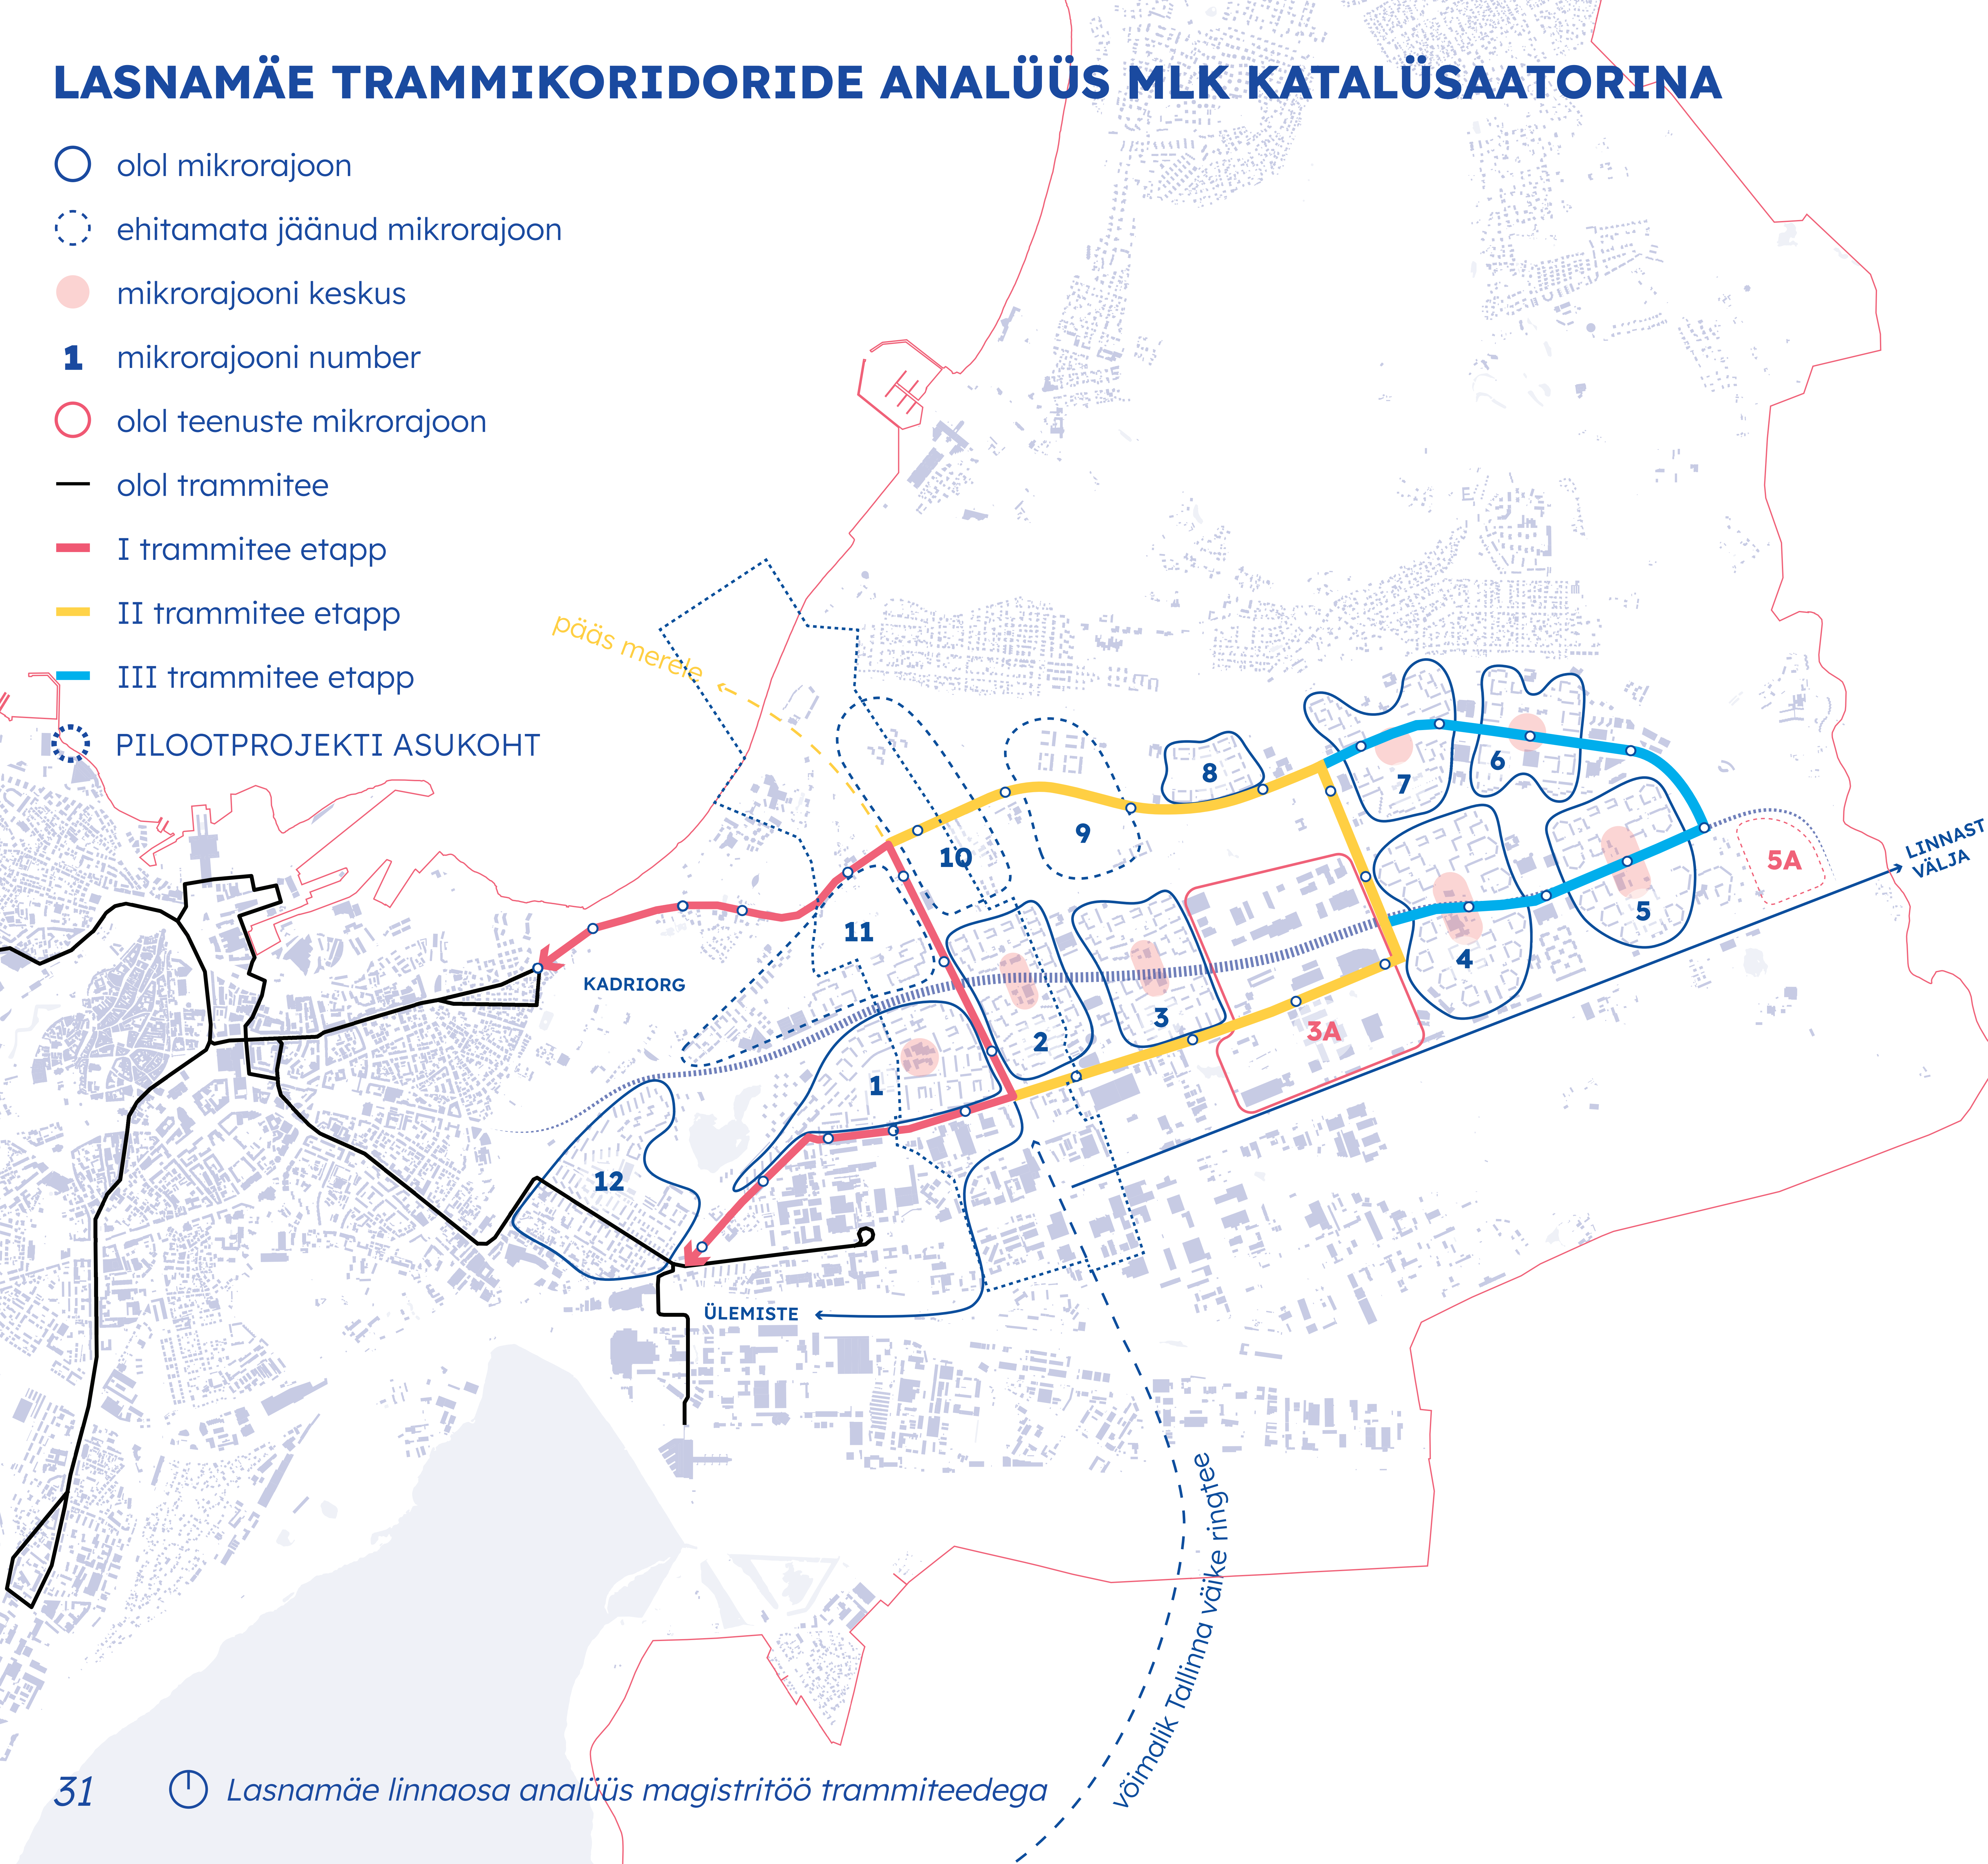 LASNAMÄE TRAMMIKORIDORIDE ANALÜÜS MLK KATALÜSAATORINA
olol mikrorajoon
ehitamata jäänud mikrorajoon
mikrorajooni keskus
1 mikrorajooni number
olol teenuste mikrorajoon
olol trammitee
I trammitee etapp
II trammitee etapp
III trammitee etapp
PILOOTPROJEKTI ASUKOHT
pääs merele
8
7
6
9
10
5A
LINNAST
VÄLJA
11
5
4
KADRIORG
2
3
3A
1
12
ÜLEMISTE
võimalik Tallinna väike ringtee
31
Lasnamäe linnaosa analüüs magistritöö trammiteedega